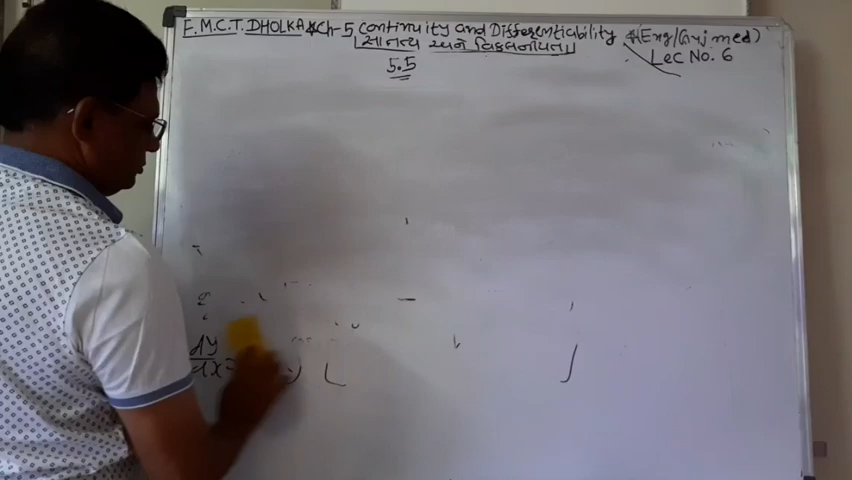 F.M.C.T. DHOLKA * Ch-5 Continuity and Differentiability * (Eng/Guj med)
સાતત્ય અને વિકલનીયતા Lec No. 6
5.5
dy
dx =